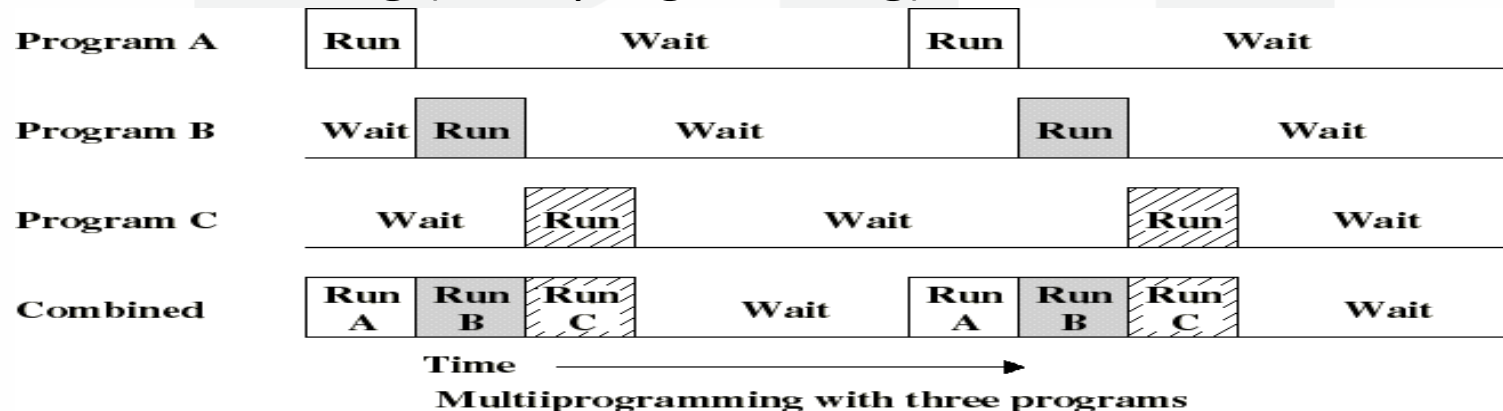 Program A Run Wait Run Wait
Program B Wait Run Wait Run Wait
Program C Wait Run Wait Run Wait
Combined Run A Run B Run C Wait Run A Run B Run C Wait
Time
Multiiprogramming with three programs